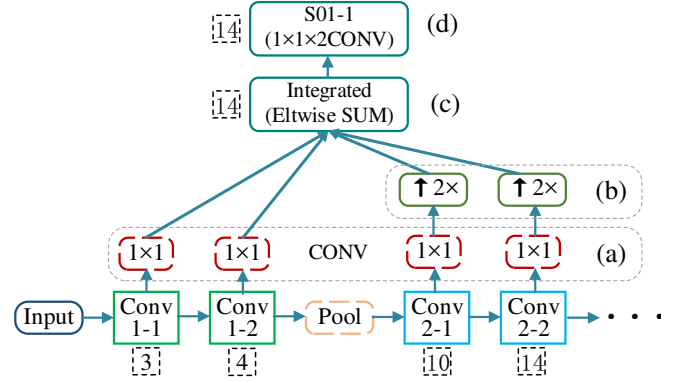 14 S01-1 (d)
(1×1×2CONV)
14 Integrated (c)
(Eltwise SUM)
↑2× ↑2× (b)
1×1 1×1 CONV 1×1 1×1 (a)
Input Conv 1-1 Conv 1-2 Pool Conv 2-1 Conv 2-2 ...
3 4 10 14